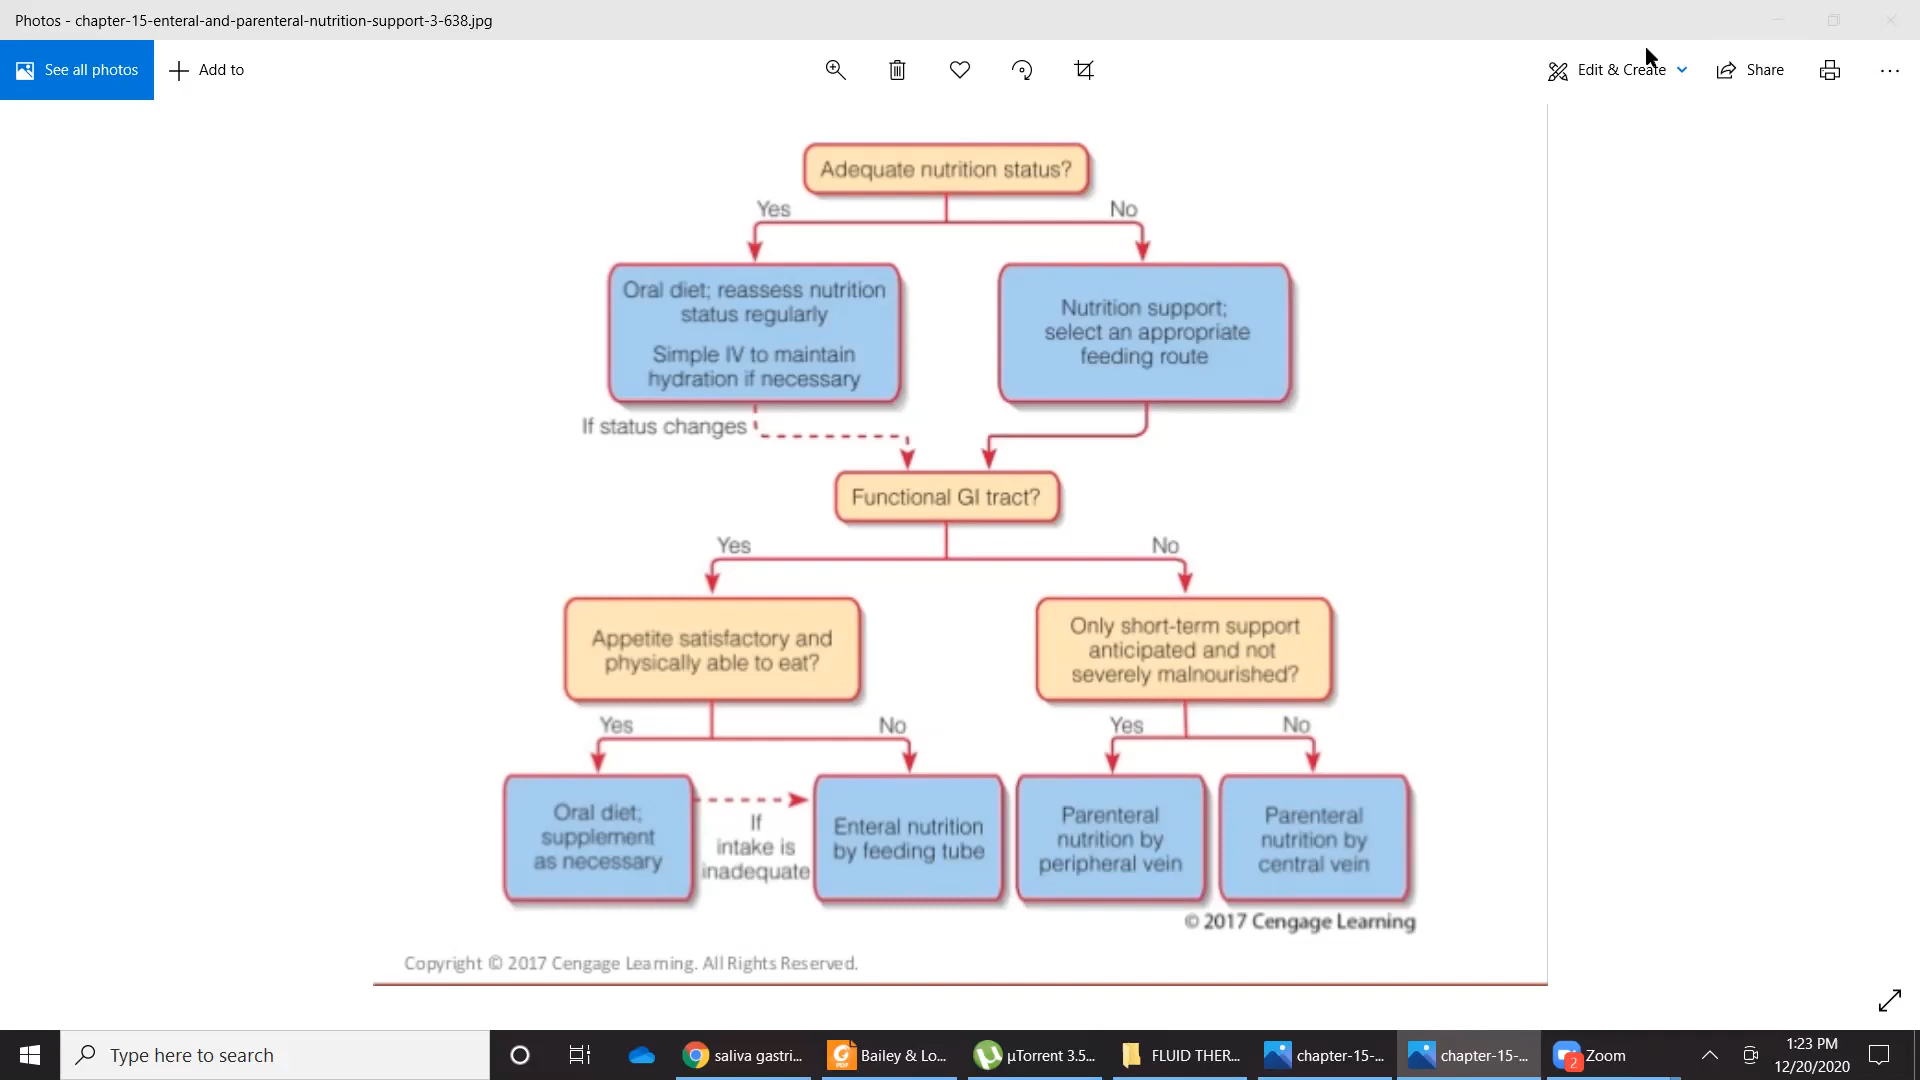 Photos - chapter-15-enteral-and-parenteral-nutrition-support-3-638.jpg
See all photos
Add to
Edit & Create
Share
Adequate nutrition status?
Yes
No
Oral diet; reassess nutrition
status regularly
Simple IV to maintain
hydration if necessary
Nutrition support;
select an appropriate
feeding route
If status changes
Functional GI tract?
Yes
No
Appetite satisfactory and
physically able to eat?
Only short-term support
anticipated and not
severely malnourished?
Yes
No
Yes
No
Oral diet;
supplement
as necessary
If
intake is
inadequate
Enteral nutrition
by feeding tube
Parenteral
nutrition by
peripheral vein
Parenteral
nutrition by
central vein
© 2017 Cengage Learning
Copyright © 2017 Cengage Learning. All Rights Reserved.
Type here to search
saliva gastri...
PDF
Bailey & Lo...
µTorrent 3.5...
FLUID THER...
chapter-15-...
chapter-15-...
2
Zoom
1:23 PM
12/20/2020